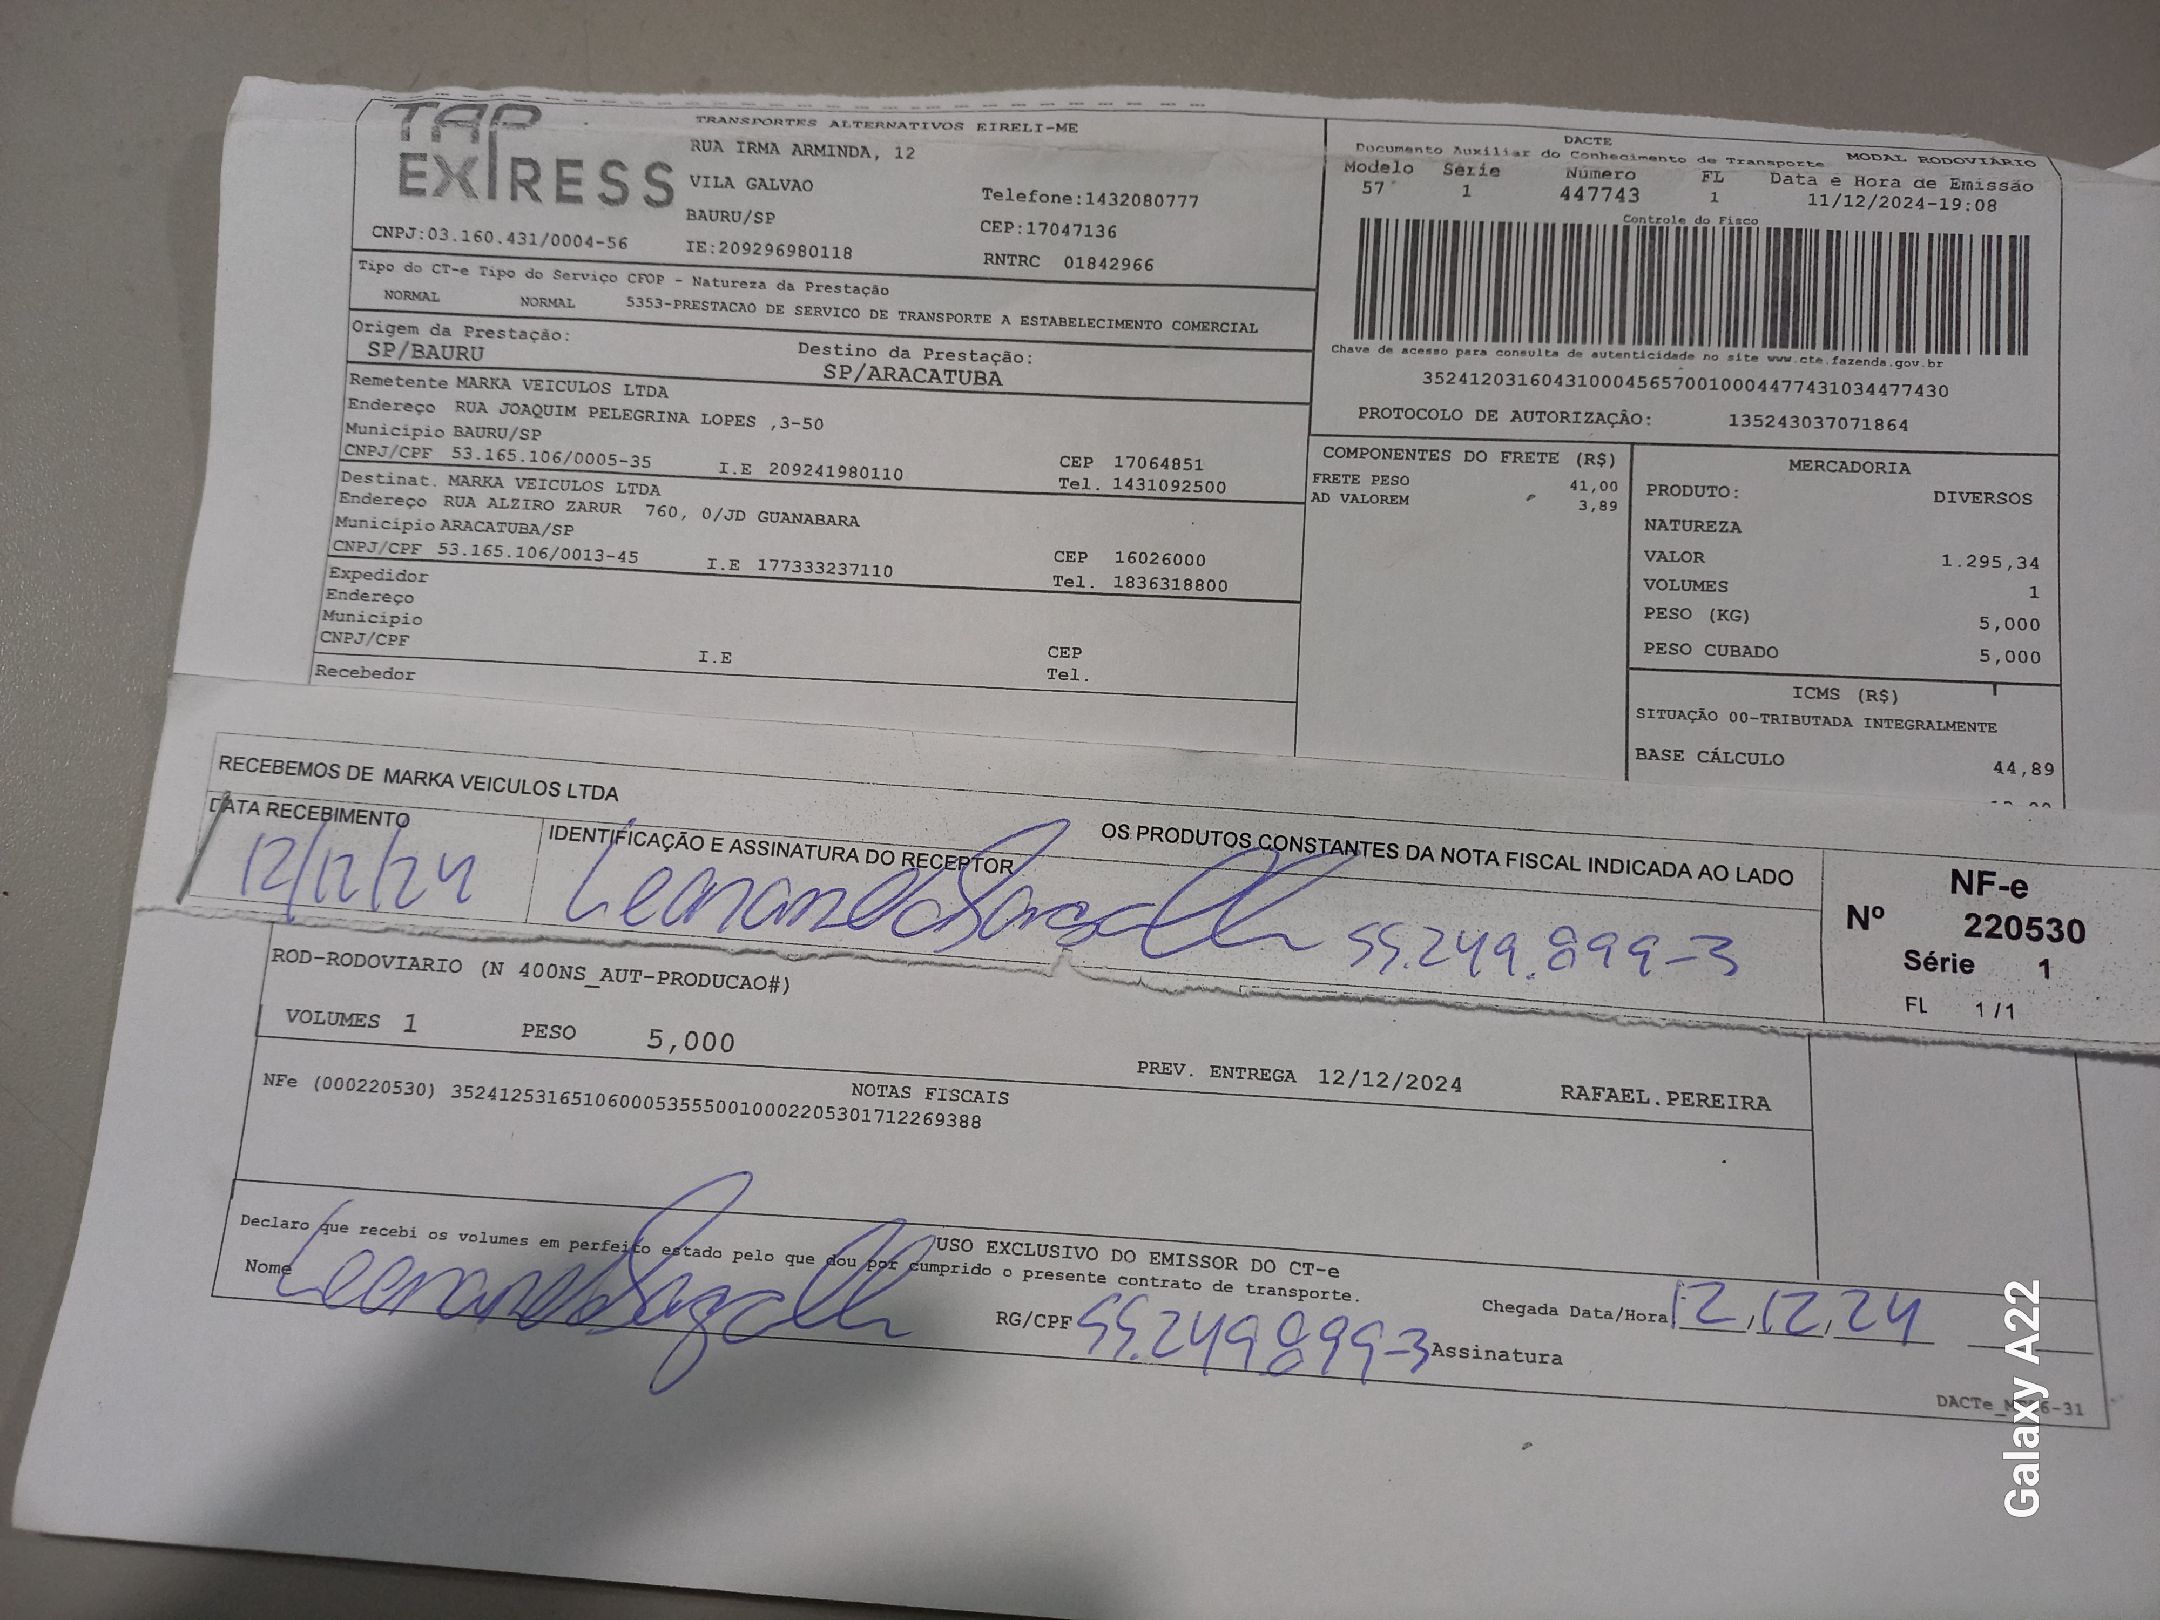 TAP EXPRESS
TRANSPORTES ALTERNATIVOS EIRELI-ME
RUA IRMA ARMINDA, 12
VILA GALVAO
Telefone:1432080777
BAURU/SP
CEP:17047136
CNPJ:03.160.431/0004-56
IE:209296980118
RNTRC 01842966
DACTE
Documento Auxiliar do Conhecimento de Transporte MODAL RODOVIÁRIO
Modelo Série Número FL Data e Hora de Emissão
57 1 447743 1 11/12/2024-19:08
Controle do Fisco
Chave de acesso para consulta de autenticidade no site www.cte.fazenda.gov.br
35241203160431000456570010004477431034477430
PROTOCOLO DE AUTORIZAÇÂO: 135243037071864
Tipo do CT-e Tipo do Serviço CFOP - Natureza da Prestação
NORMAL NORMAL 5353-PRESTACAO DE SERVICO DE TRANSPORTE A ESTABELECIMENTO COMERCIAL
Origem da Prestação: Destino da Prestação:
SP/BAURU SP/ARACATUBA
Remetente MARKA VEICULOS LTDA
Endereço RUA JOAQUIM PELEGRINA LOPES ,3-50
Município BAURU/SP CEP 17064851
CNPJ/CPF 53.165.106/0005-35 I.E 209241980110 Tel. 1431092500
Destinat. MARKA VEICULOS LTDA
Endereço RUA ALZIRO ZARUR 760, 0/JD GUANABARA
Município ARACATUBA/SP CEP 16026000
CNPJ/CPF 53.165.106/0013-45 I.E 177333237110 Tel. 1836318800
Expedidor
Endereço
Município CEP
CNPJ/CPF I.E Tel.
Recebedor
COMPONENTES DO FRETE (R$)
FRETE PESO 41,00
AD VALOREM 3,89
MERCADORIA
PRODUTO: DIVERSOS
NATUREZA
VALOR 1.295,34
VOLUMES 1
PESO (KG) 5,000
PESO CUBADO 5,000
ICMS (R$)
SITUAÇÃO 00-TRIBUTADA INTEGRALMENTE
BASE CÁLCULO 44,89
RECEBEMOS DE MARKA VEICULOS LTDA OS PRODUTOS CONSTANTES DA NOTA FISCAL INDICADA AO LADO
DATA RECEBIMENTO IDENTIFICAÇÃO E ASSINATURA DO RECEPTOR
12/12/24 55.249.899-3
NF-e
Nº 220530
Série 1
FL 1 /1
ROD-RODOVIARIO (N 400NS_AUT-PRODUCAO#)
VOLUMES 1 PESO 5,000 PREV. ENTREGA 12/12/2024 RAFAEL.PEREIRA
NOTAS FISCAIS
NFe (000220530) 35241253165106000535550010002205301712269388
USO EXCLUSIVO DO EMISSOR DO CT-e
Declaro que recebi os volumes em perfeito estado pelo que dou por cumprido o presente contrato de transporte.
Nome RG/CPF 55.249899-3 Assinatura Chegada Data/Hora 12,12,24
Galaxy A22